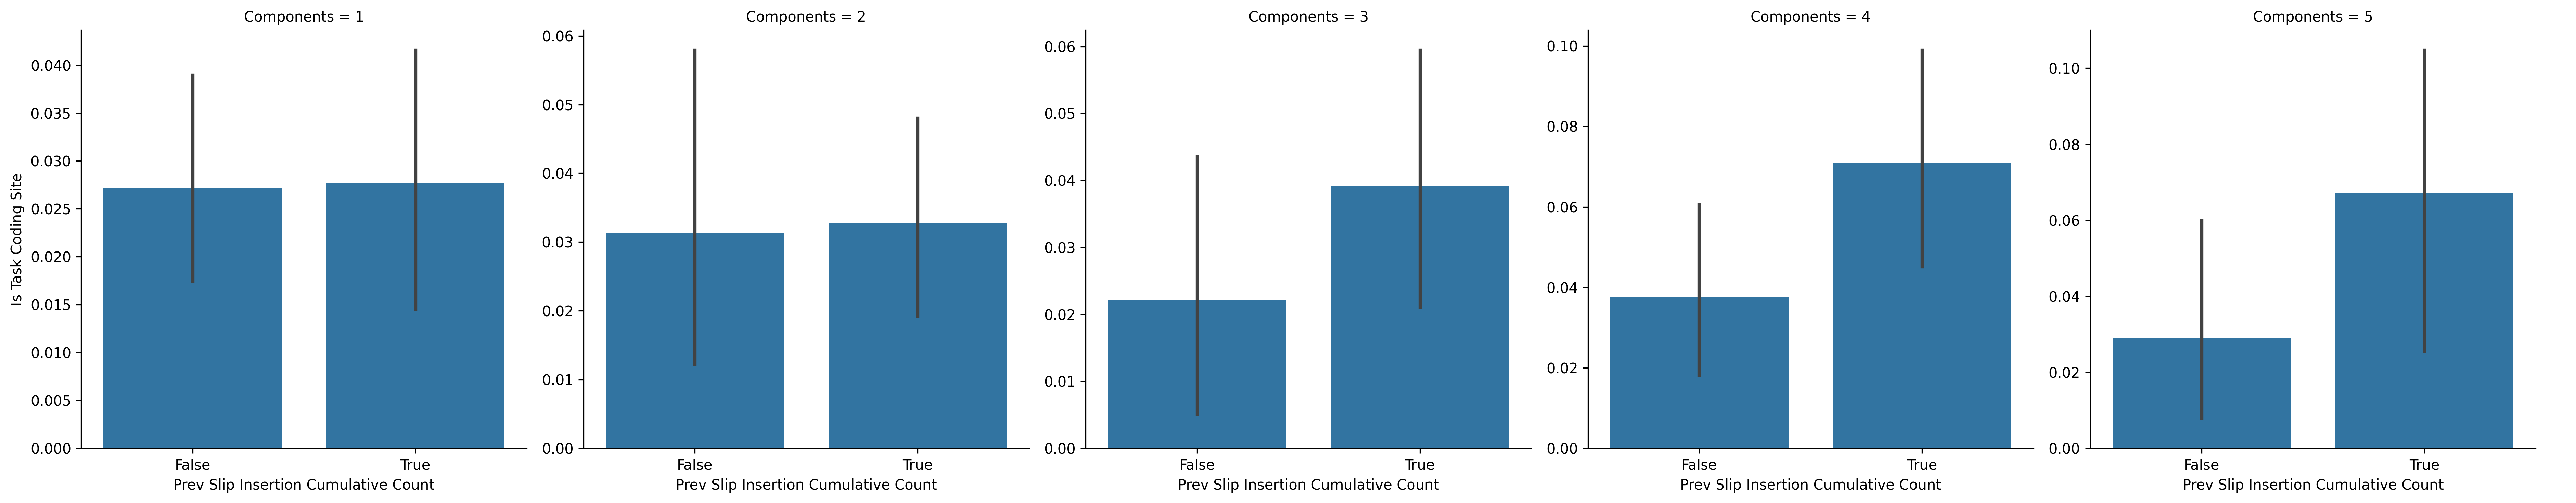 Components = 1
Components = 2
Components = 3
Components = 4
Components = 5
Is Task Coding Site
0.040
0.035
0.030
0.025
0.020
0.015
0.010
0.005
0.000
False
True
Prev Slip Insertion Cumulative Count
0.06
0.05
0.04
0.03
0.02
0.01
0.00
False
True
Prev Slip Insertion Cumulative Count
0.06
0.05
0.04
0.03
0.02
0.01
0.00
False
True
Prev Slip Insertion Cumulative Count
0.10
0.08
0.06
0.04
0.02
0.00
False
True
Prev Slip Insertion Cumulative Count
0.10
0.08
0.06
0.04
0.02
0.00
False
True
Prev Slip Insertion Cumulative Count